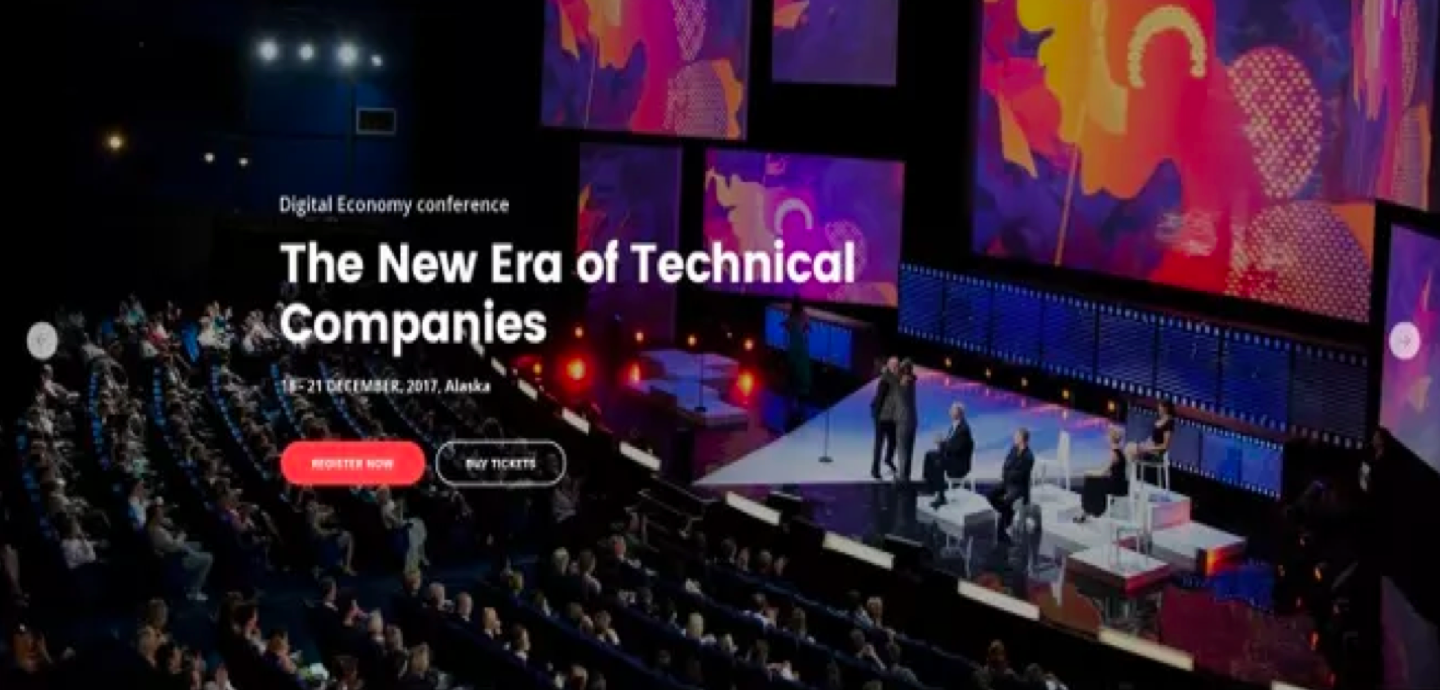 Digital Economy conference
The New Era of Technical
Companies
18 - 21 DECEMBER, 2017, Alaska
REGISTER NOW
BUY TICKETS